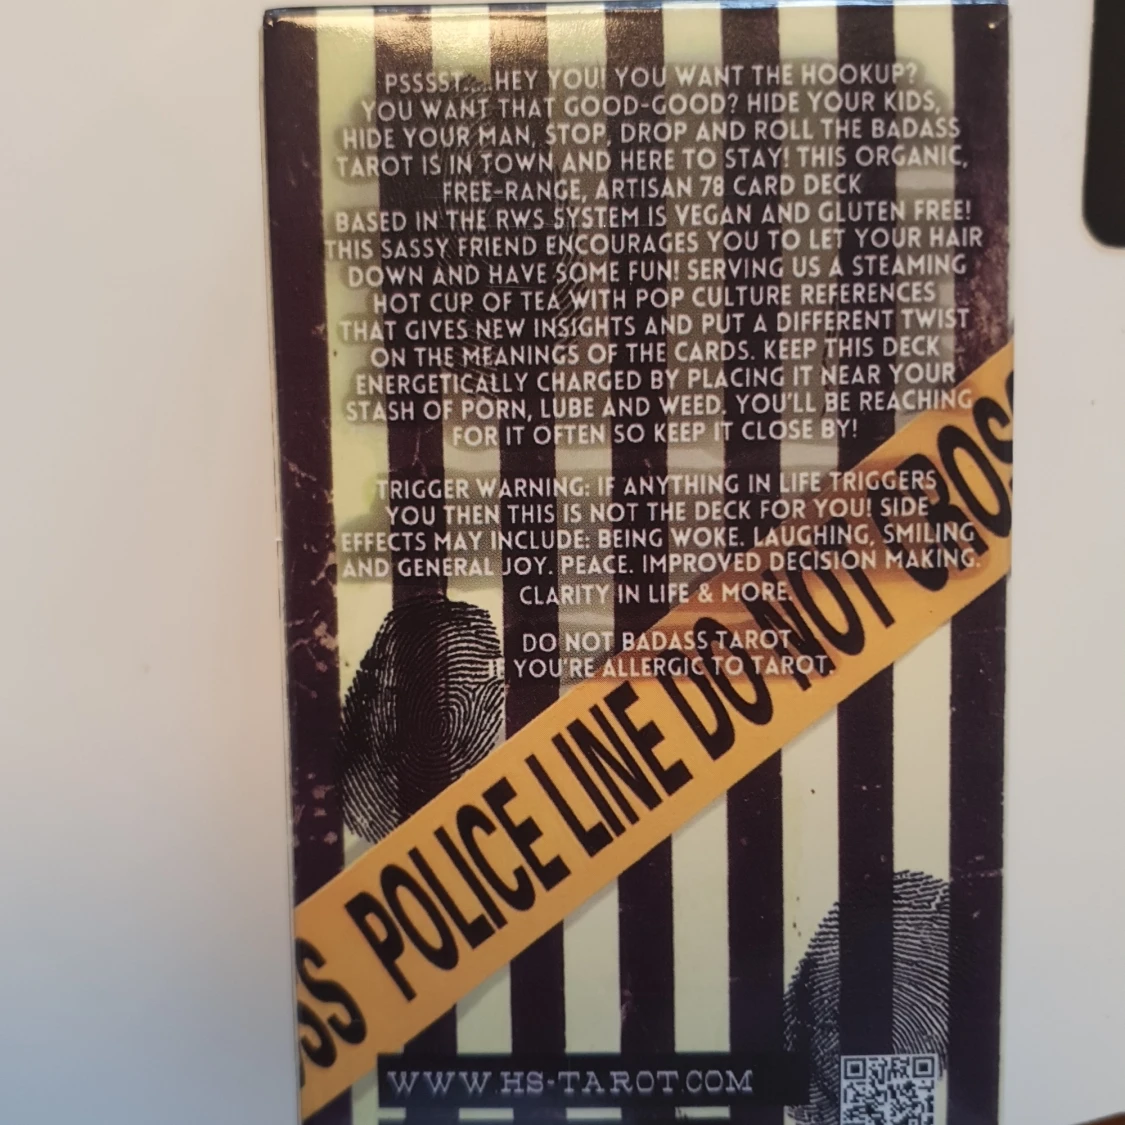 PSSSST....HEY YOU! YOU WANT THE HOOKUP?
YOU WANT THAT GOOD-GOOD? HIDE YOUR KIDS,
HIDE YOUR MAN, STOP, DROP AND ROLL THE BADASS
TAROT IS IN TOWN AND HERE TO STAY! THIS ORGANIC,
FREE-RANGE, ARTISAN 78 CARD DECK
BASED IN THE RWS SYSTEM IS VEGAN AND GLUTEN FREE!
THIS SASSY FRIEND ENCOURAGES YOU TO LET YOUR HAIR
DOWN AND HAVE SOME FUN! SERVING US A STEAMING
HOT CUP OF TEA WITH POP CULTURE REFERENCES
THAT GIVES NEW INSIGHTS AND PUT A DIFFERENT TWIST
ON THE MEANINGS OF THE CARDS. KEEP THIS DECK
ENERGETICALLY CHARGED BY PLACING IT NEAR YOUR
STASH OF PORN, LUBE AND WEED. YOU'LL BE REACHING
FOR IT OFTEN SO KEEP IT CLOSE BY!
TRIGGER WARNING: IF ANYTHING IN LIFE TRIGGERS
YOU THEN THIS IS NOT THE DECK FOR YOU! SIDE
EFFECTS MAY INCLUDE: BEING WOKE. LAUGHING, SMILING
AND GENERAL JOY. PEACE. IMPROVED DECISION MAKING.
CLARITY IN LIFE & MORE.
DO NOT BADASS TAROT
IF YOU'RE ALLERGIC TO TAROT.
SS POLICE LINE DO NOT CROSS
WWW.HS-TAROT.COM